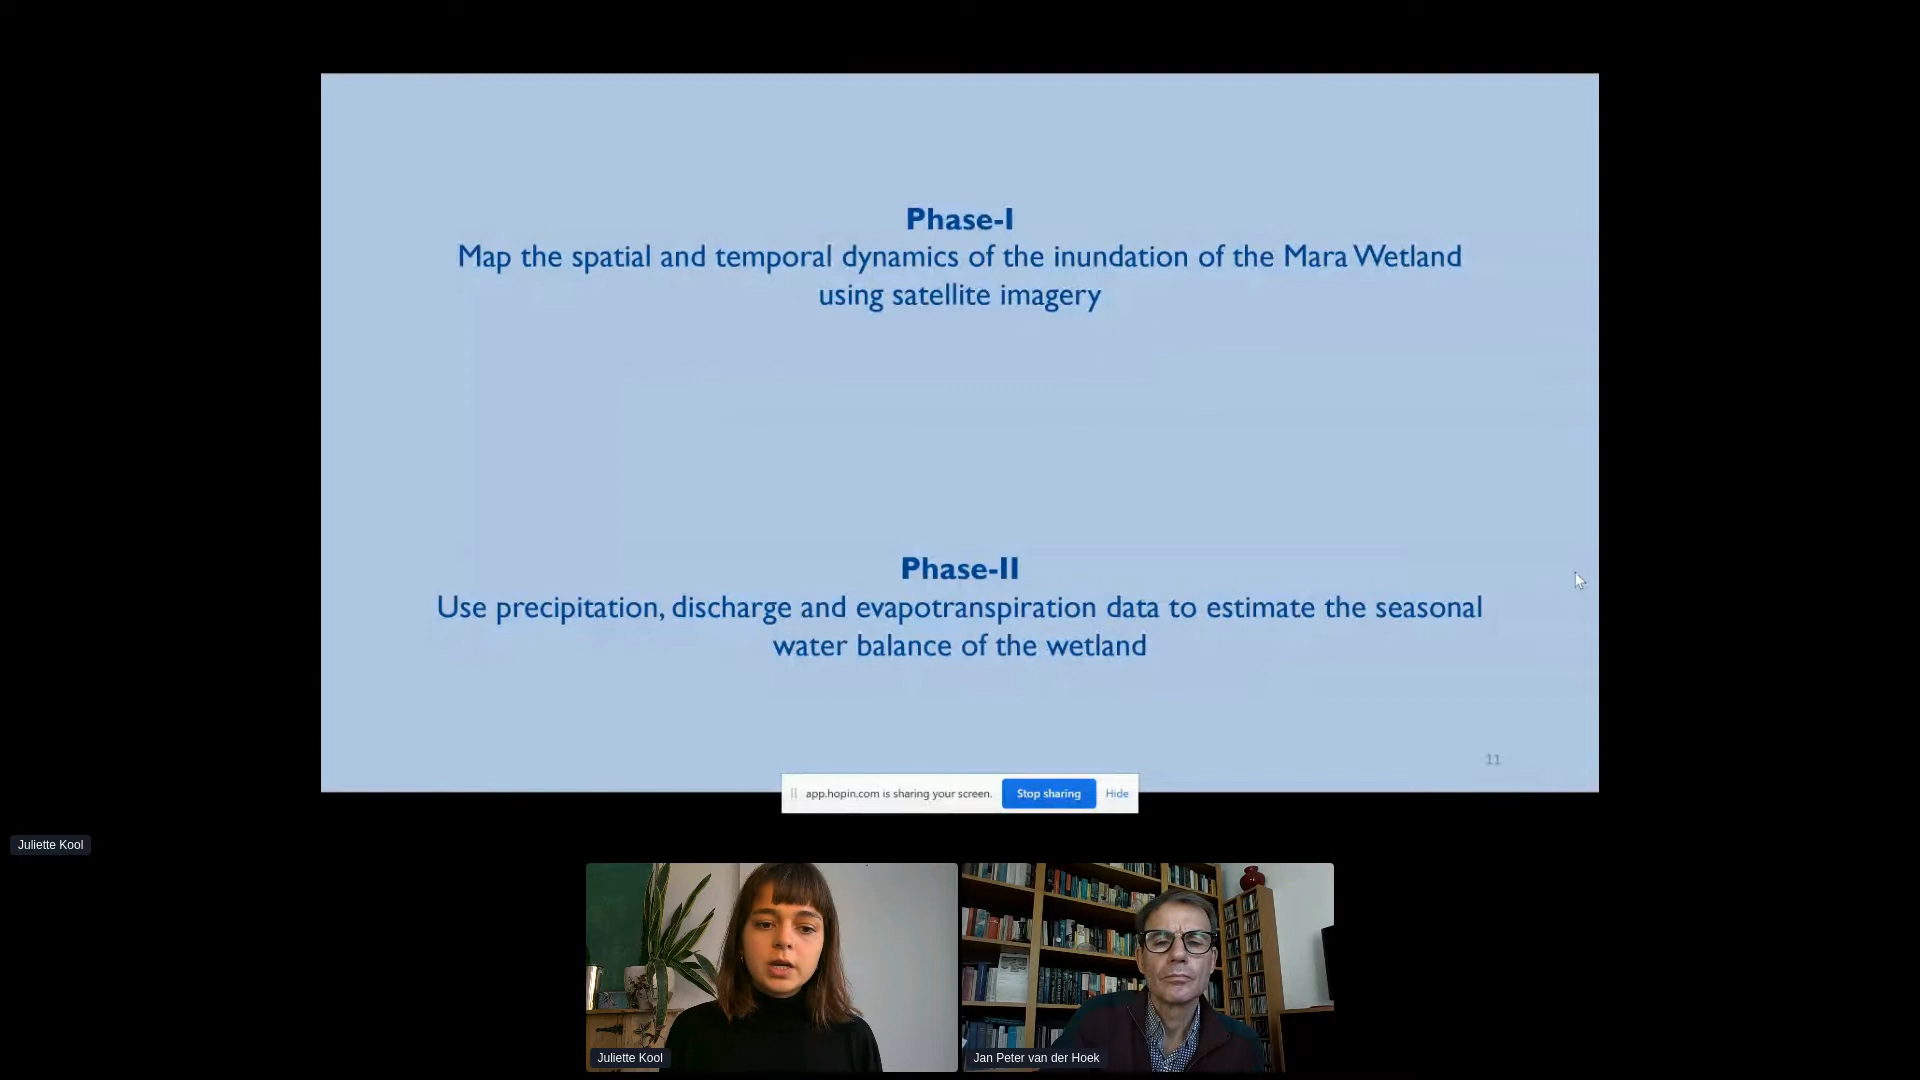 Phase-I
Map the spatial and temporal dynamics of the inundation of the Mara Wetland
using satellite imagery
Phase-II
Use precipitation, discharge and evapotranspiration data to estimate the seasonal
water balance of the wetland
11
app.hopin.com is sharing your screen. Stop sharing Hide
Juliette Kool
Juliette Kool
Jan Peter van der Hoek